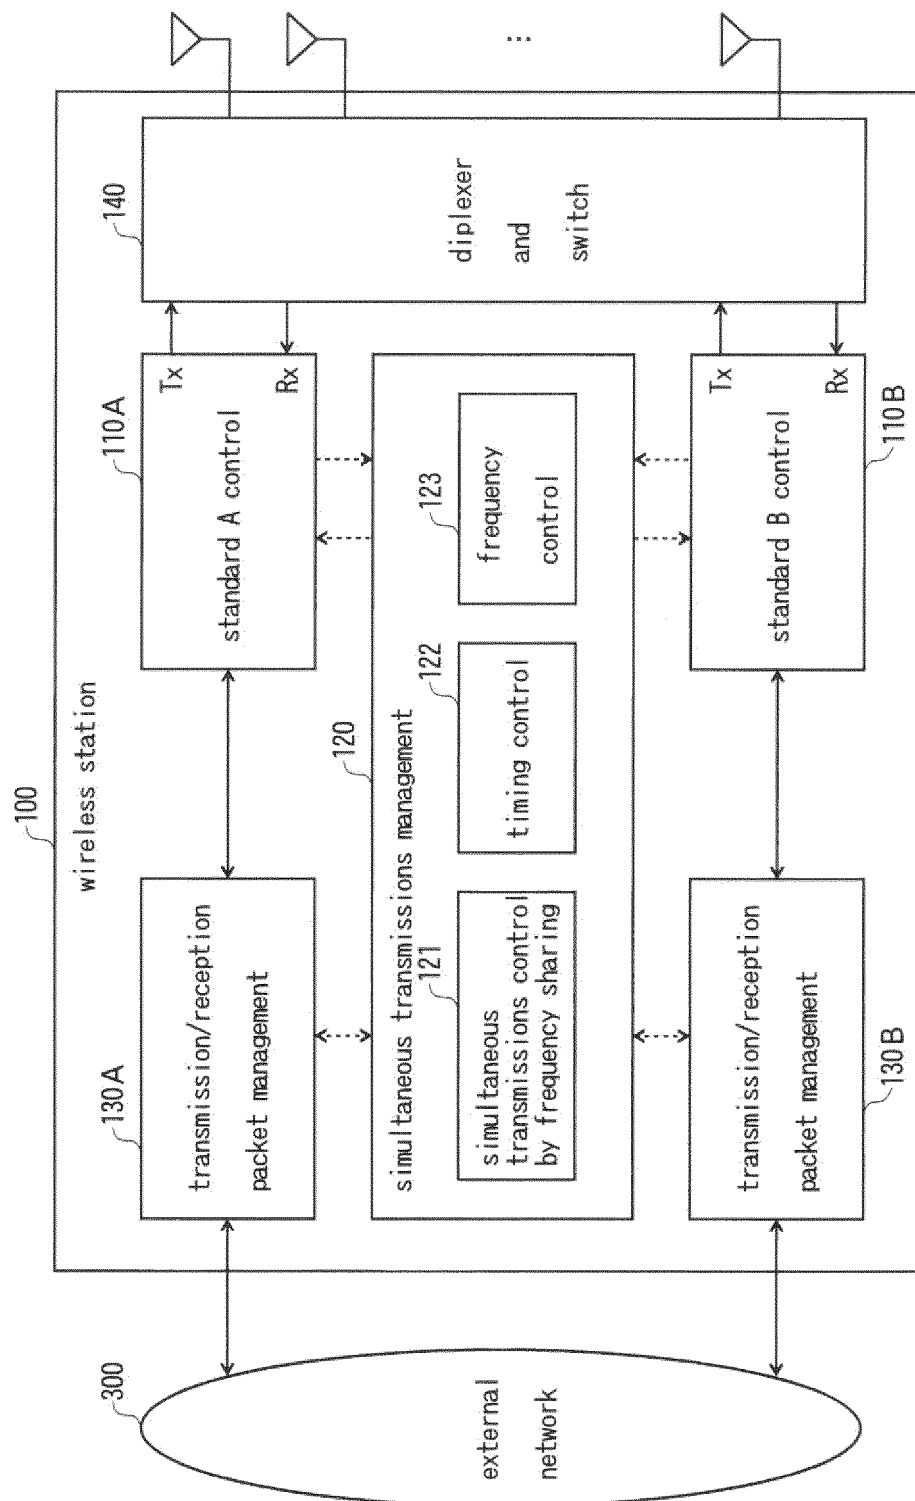 100
wireless station
300
external
network
130A
transmission/reception
packet management
110A
standard A control
Tx
Rx
140
diplexer
and
switch
...
120
simultaneous transmissions management
121
simultaneous
transmissions control
by frequency sharing
122
timing control
123
frequency
control
transmission/reception
packet management
130B
standard B control
Tx
Rx
110B